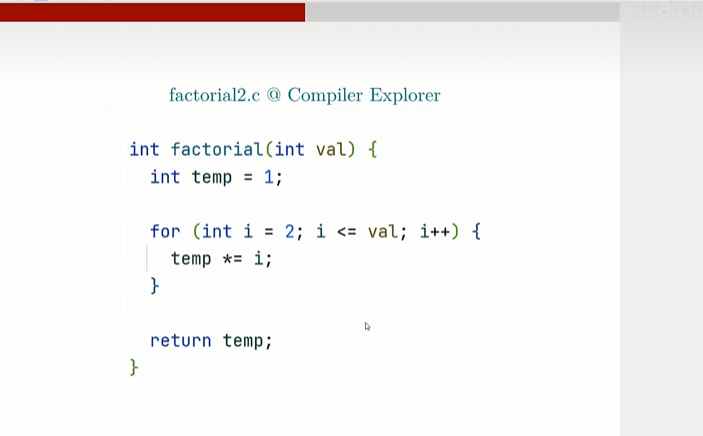 factorial2.c @ Compiler Explorer
int factorial(int val) {
int temp = 1;
for (int i = 2; i <= val; i++) {
temp *= i;
}
return temp;
}